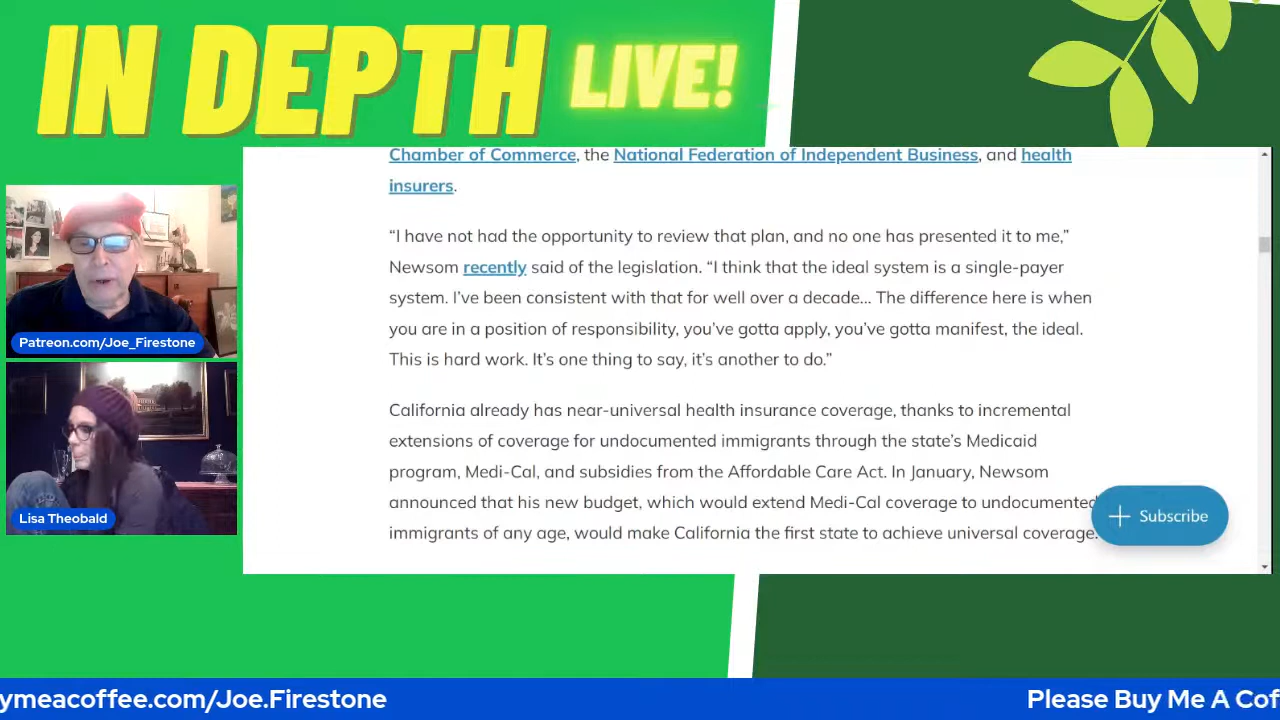 IN DEPTH LIVE!
Chamber of Commerce, the National Federation of Independent Business, and health
insurers.
“I have not had the opportunity to review that plan, and no one has presented it to me,”
Newsom recently said of the legislation. “I think that the ideal system is a single-payer
system. I’ve been consistent with that for well over a decade… The difference here is when
you are in a position of responsibility, you’ve gotta apply, you’ve gotta manifest, the ideal.
This is hard work. It’s one thing to say, it’s another to do.”
California already has near-universal health insurance coverage, thanks to incremental
extensions of coverage for undocumented immigrants through the state’s Medicaid
program, Medi-Cal, and subsidies from the Affordable Care Act. In January, Newsom
announced that his new budget, which would extend Medi-Cal coverage to undocumented
immigrants of any age, would make California the first state to achieve universal coverage.
Subscribe
Patreon.com/Joe_Firestone
Lisa Theobald
ymeacoffee.com/Joe.Firestone
Please Buy Me A Cof